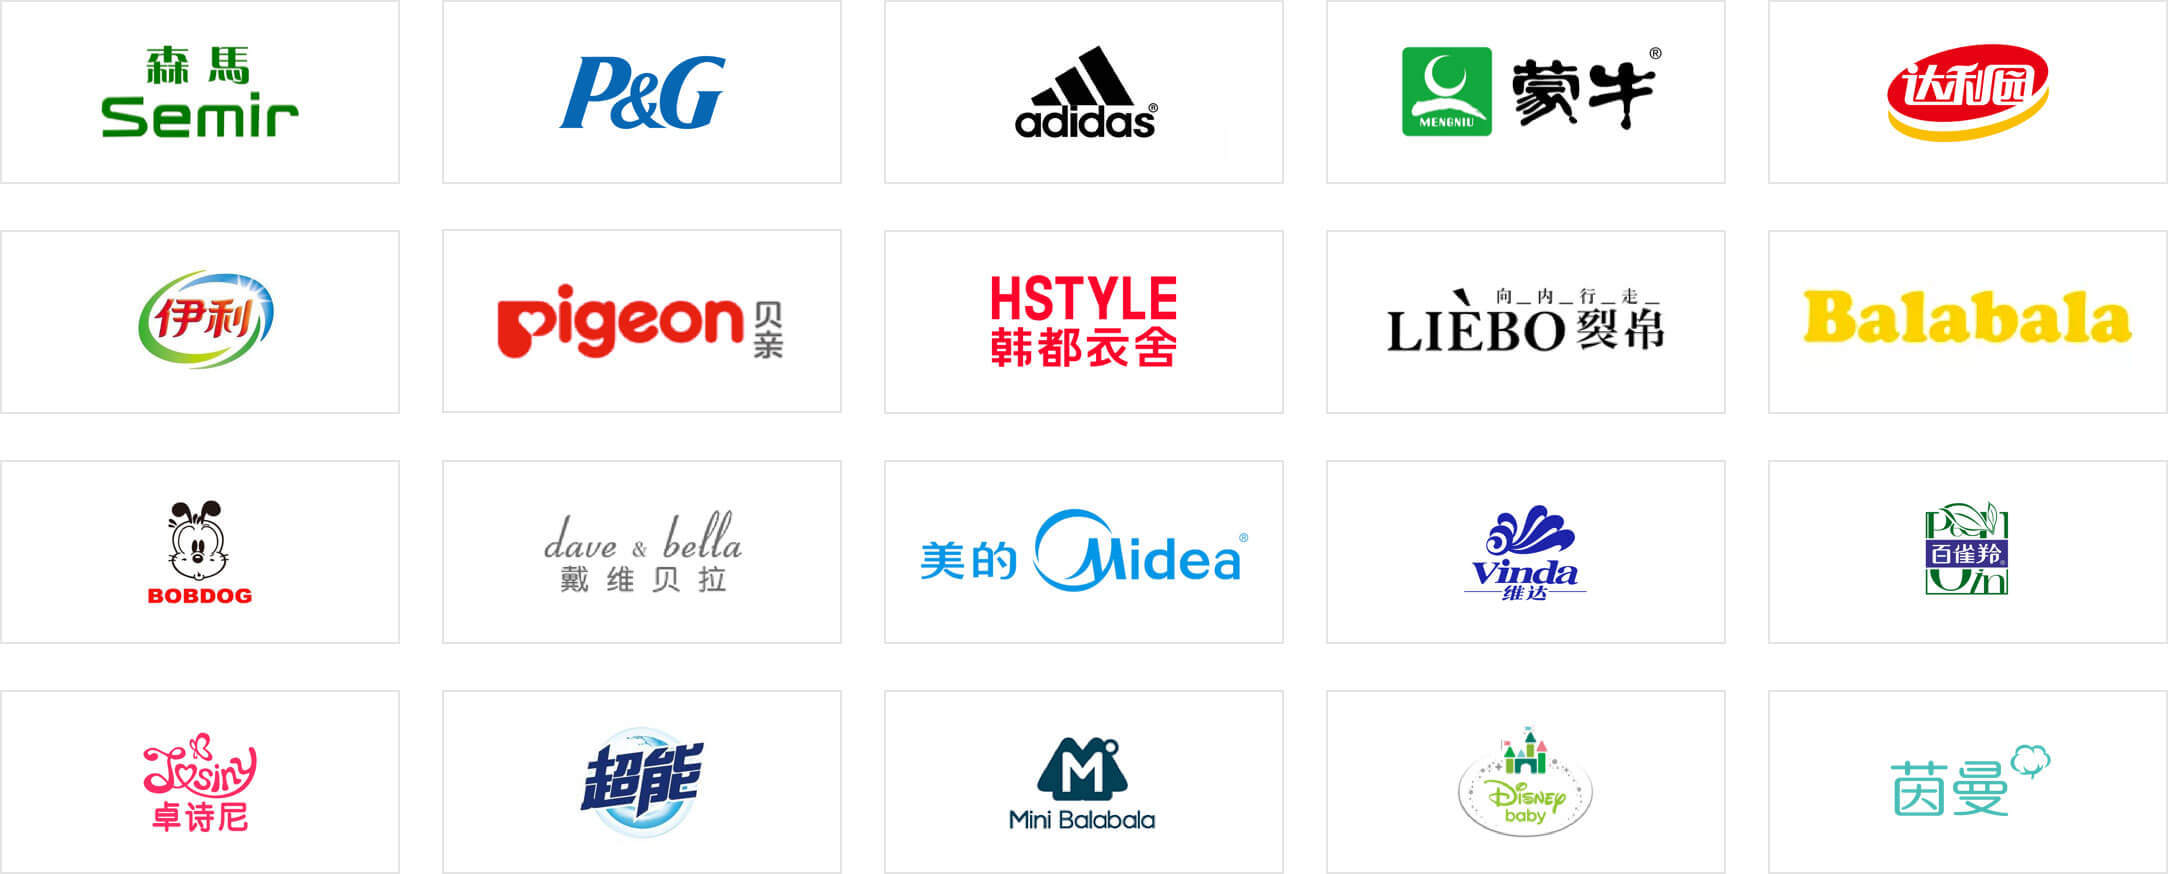 森馬
Semir
P&G
adidas®
MENGNIU
蒙牛®
达利园
伊利
Pigeon 贝亲
HSTYLE
韩都衣舍
向_内_行_走_
LIÈBO 裂帛
Balabala
BOBDOG
dave & bella
戴维贝拉
美的 Midea®
Vinda
维达
Pech
百雀羚®
Oin
Josiny
卓诗尼
超能
M
Mini Balabala
Disney
baby
茵曼